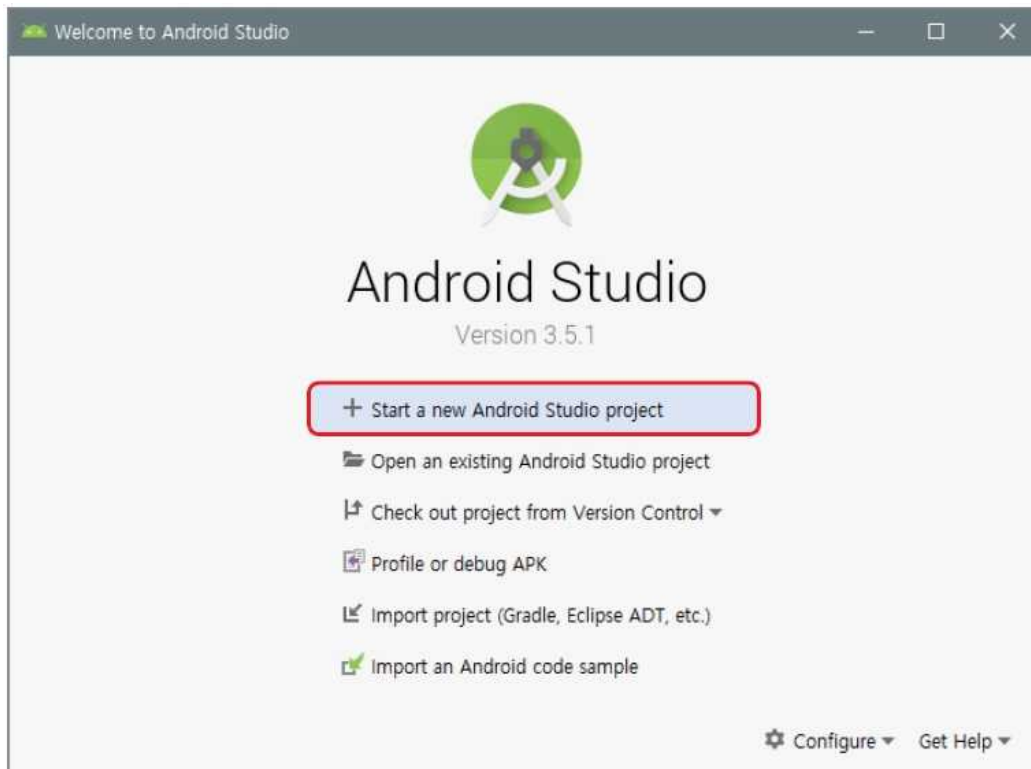 Welcome to Android Studio
Android Studio
Version 3.5.1
Start a new Android Studio project
Open an existing Android Studio project
Check out project from Version Control
Profile or debug APK
Import project (Gradle, Eclipse ADT, etc.)
Import an Android code sample
Configure Get Help